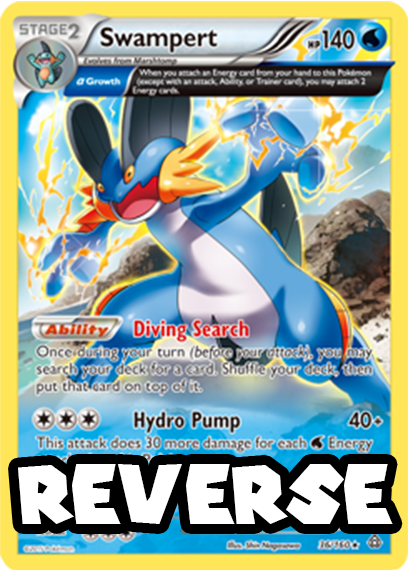 STAGE2
Swampert
HP140
Evolves from Marshtomp
α Growth
When you attach an Energy card from your hand to this Pokémon
(except with an attack, Ability, or Trainer card), you may attach 2
Energy cards.
Ability Diving Search
Once during your turn (before your attack), you may
search your deck for a card. Shuffle your deck, then
put that card on top of it.
Hydro Pump 40+
This attack does 30 more damage for each Energy
REVERSE
©2015 Pokémon
Illus. Shin Nagasawa
36/160★